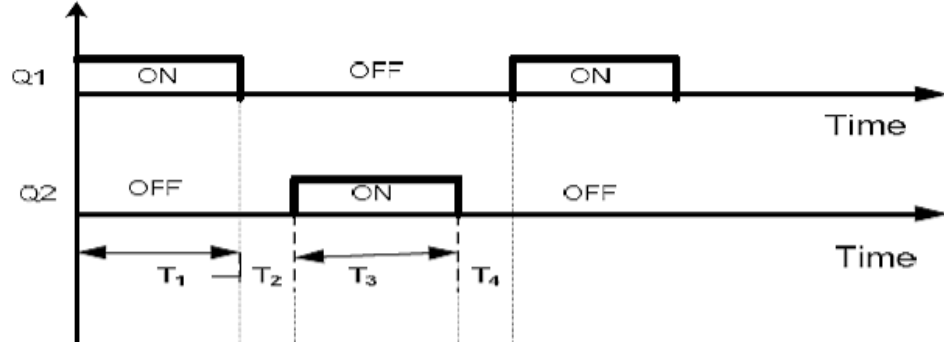 Q1 ON OFF ON
Time
Q2 OFF ON OFF
T₁ T₂ T₃ T₄ Time